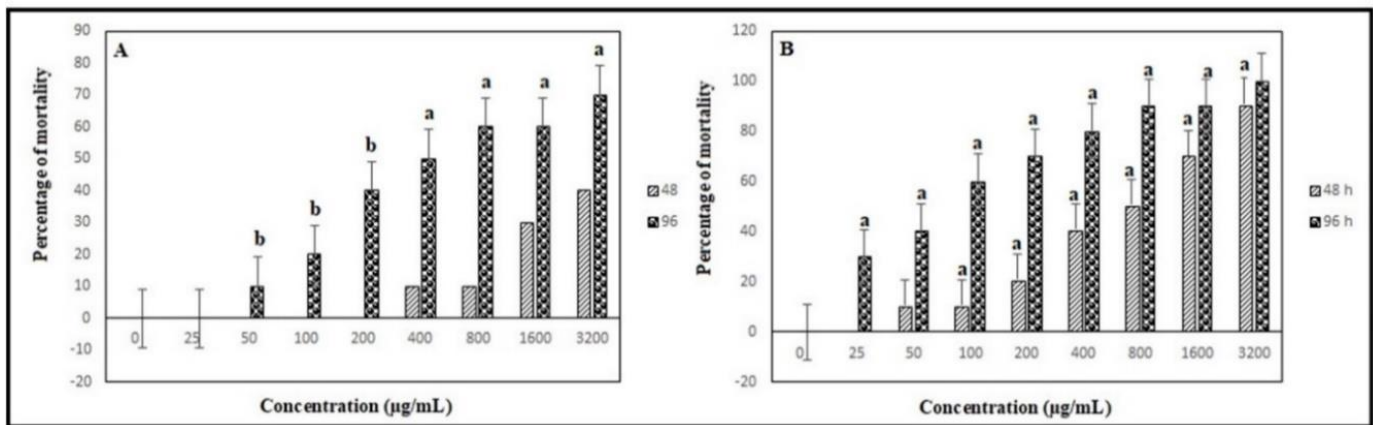 A
Percentage of mortality
90
80
70
60
50
40
30
20
10
0
-10
-20
b
b
b
a
a
a
a
0
25
50
100
200
400
800
1600
3200
Concentration (µg/mL)
48
96
B
Percentage of mortality
120
100
80
60
40
20
0
-20
a
a
a
a
a
a
a
a
a
a
a
a
a
0
25
50
100
200
400
800
1600
3200
Concentration (µg/mL)
48 h
96 h